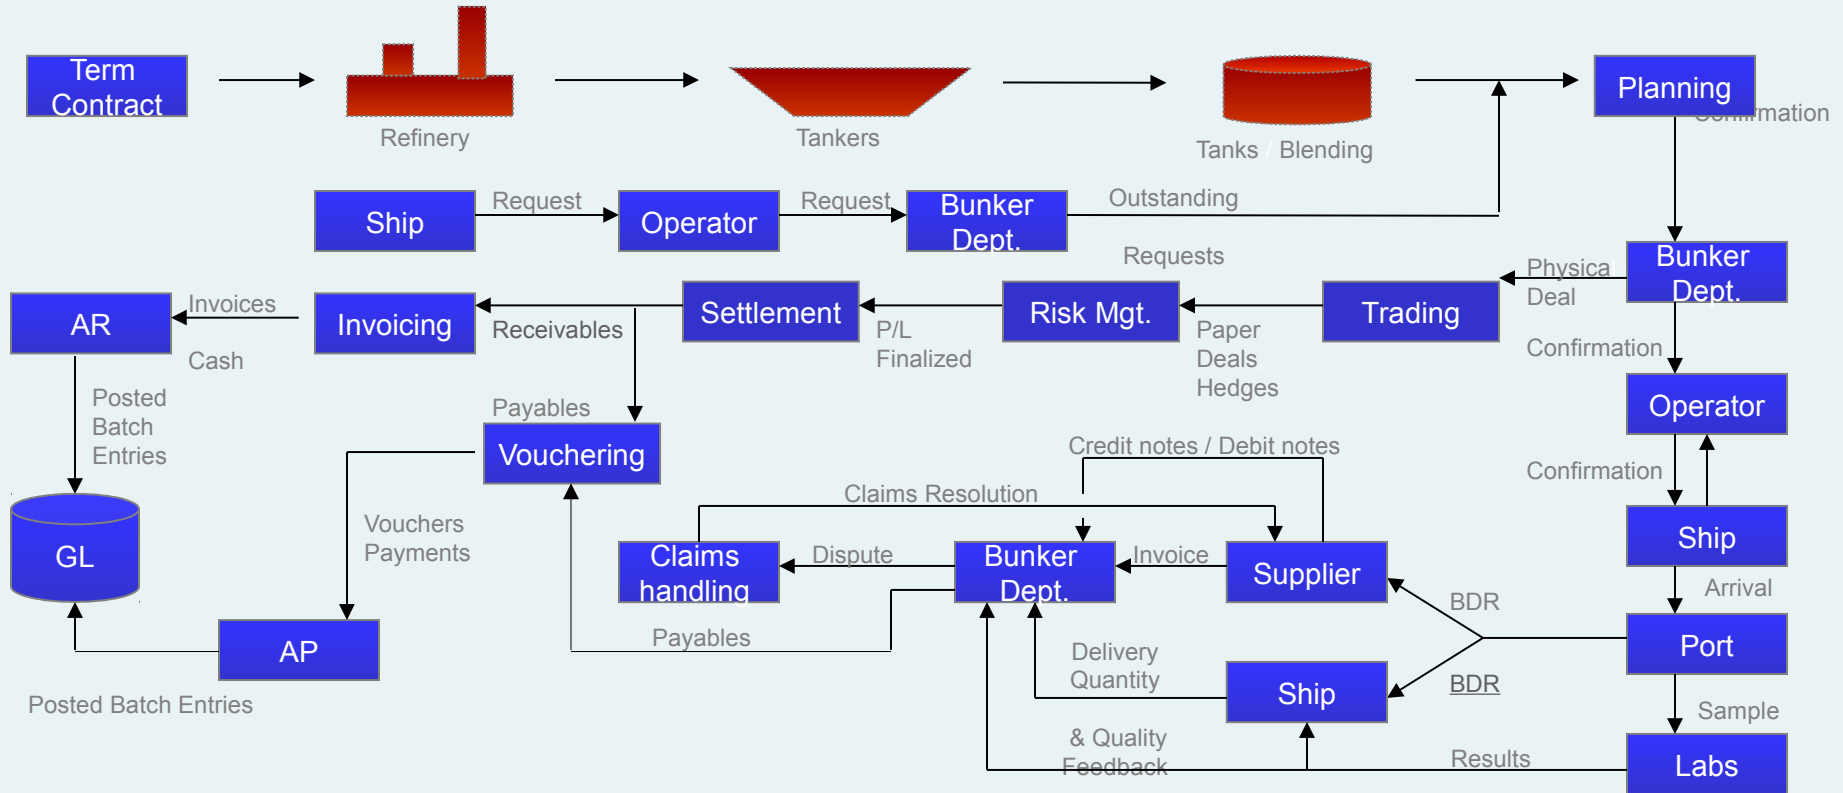 Term
Contract
Refinery
Tankers
Tanks / Blending
Planning
Confirmation
Ship
Request
Operator
Request
Bunker
Dept.
Outstanding
Requests
Bunker
Dept.
Physical
Deal
AR
Invoices
Cash
Invoicing
Receivables
Settlement
P/L
Finalized
Risk Mgt.
Paper
Deals,
Hedges
Trading
Confirmation
Operator
Posted
Batch
Entries
Payables
Vouchering
Credit notes / Debit notes
Confirmation
Claims Resolution
GL
Vouchers
Payments
Claims
handling
Dispute
Bunker
Dept.
Invoice
Supplier
Ship
Arrival
BDR
Payables
AP
Delivery
Quantity
Ship
BDR
Port
Posted Batch Entries
Sample
& Quality
Feedback
Results
Labs